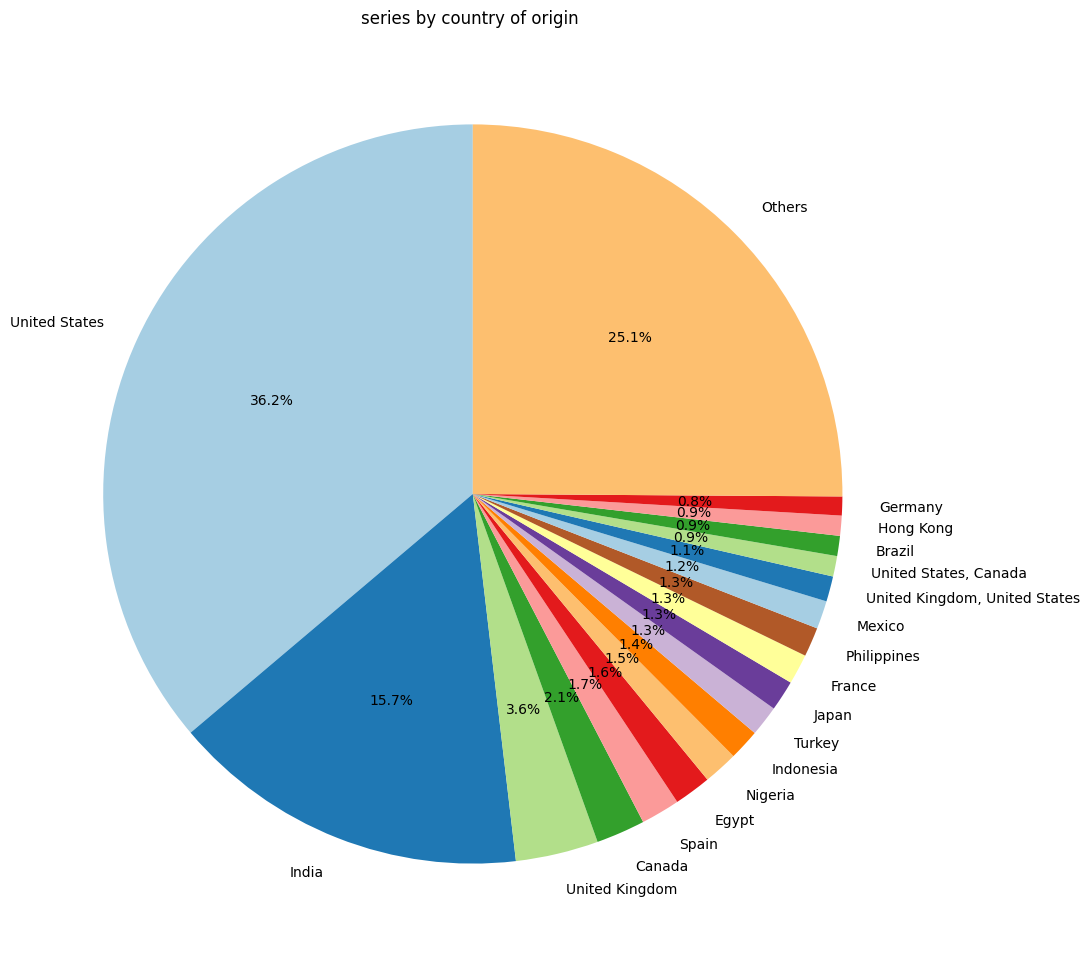 series by country of origin
Others
United States
25.1%
36.2%
0.8%
Germany
0.9%
Hong Kong
0.9%
Brazil
0.9%
United States, Canada
1.1%
United Kingdom, United States
1.2%
Mexico
1.3%
Philippines
1.3%
France
1.3%
Japan
1.3%
Turkey
1.4%
Indonesia
1.5%
Nigeria
1.6%
Egypt
1.7%
Spain
2.1%
Canada
3.6%
United Kingdom
15.7%
India